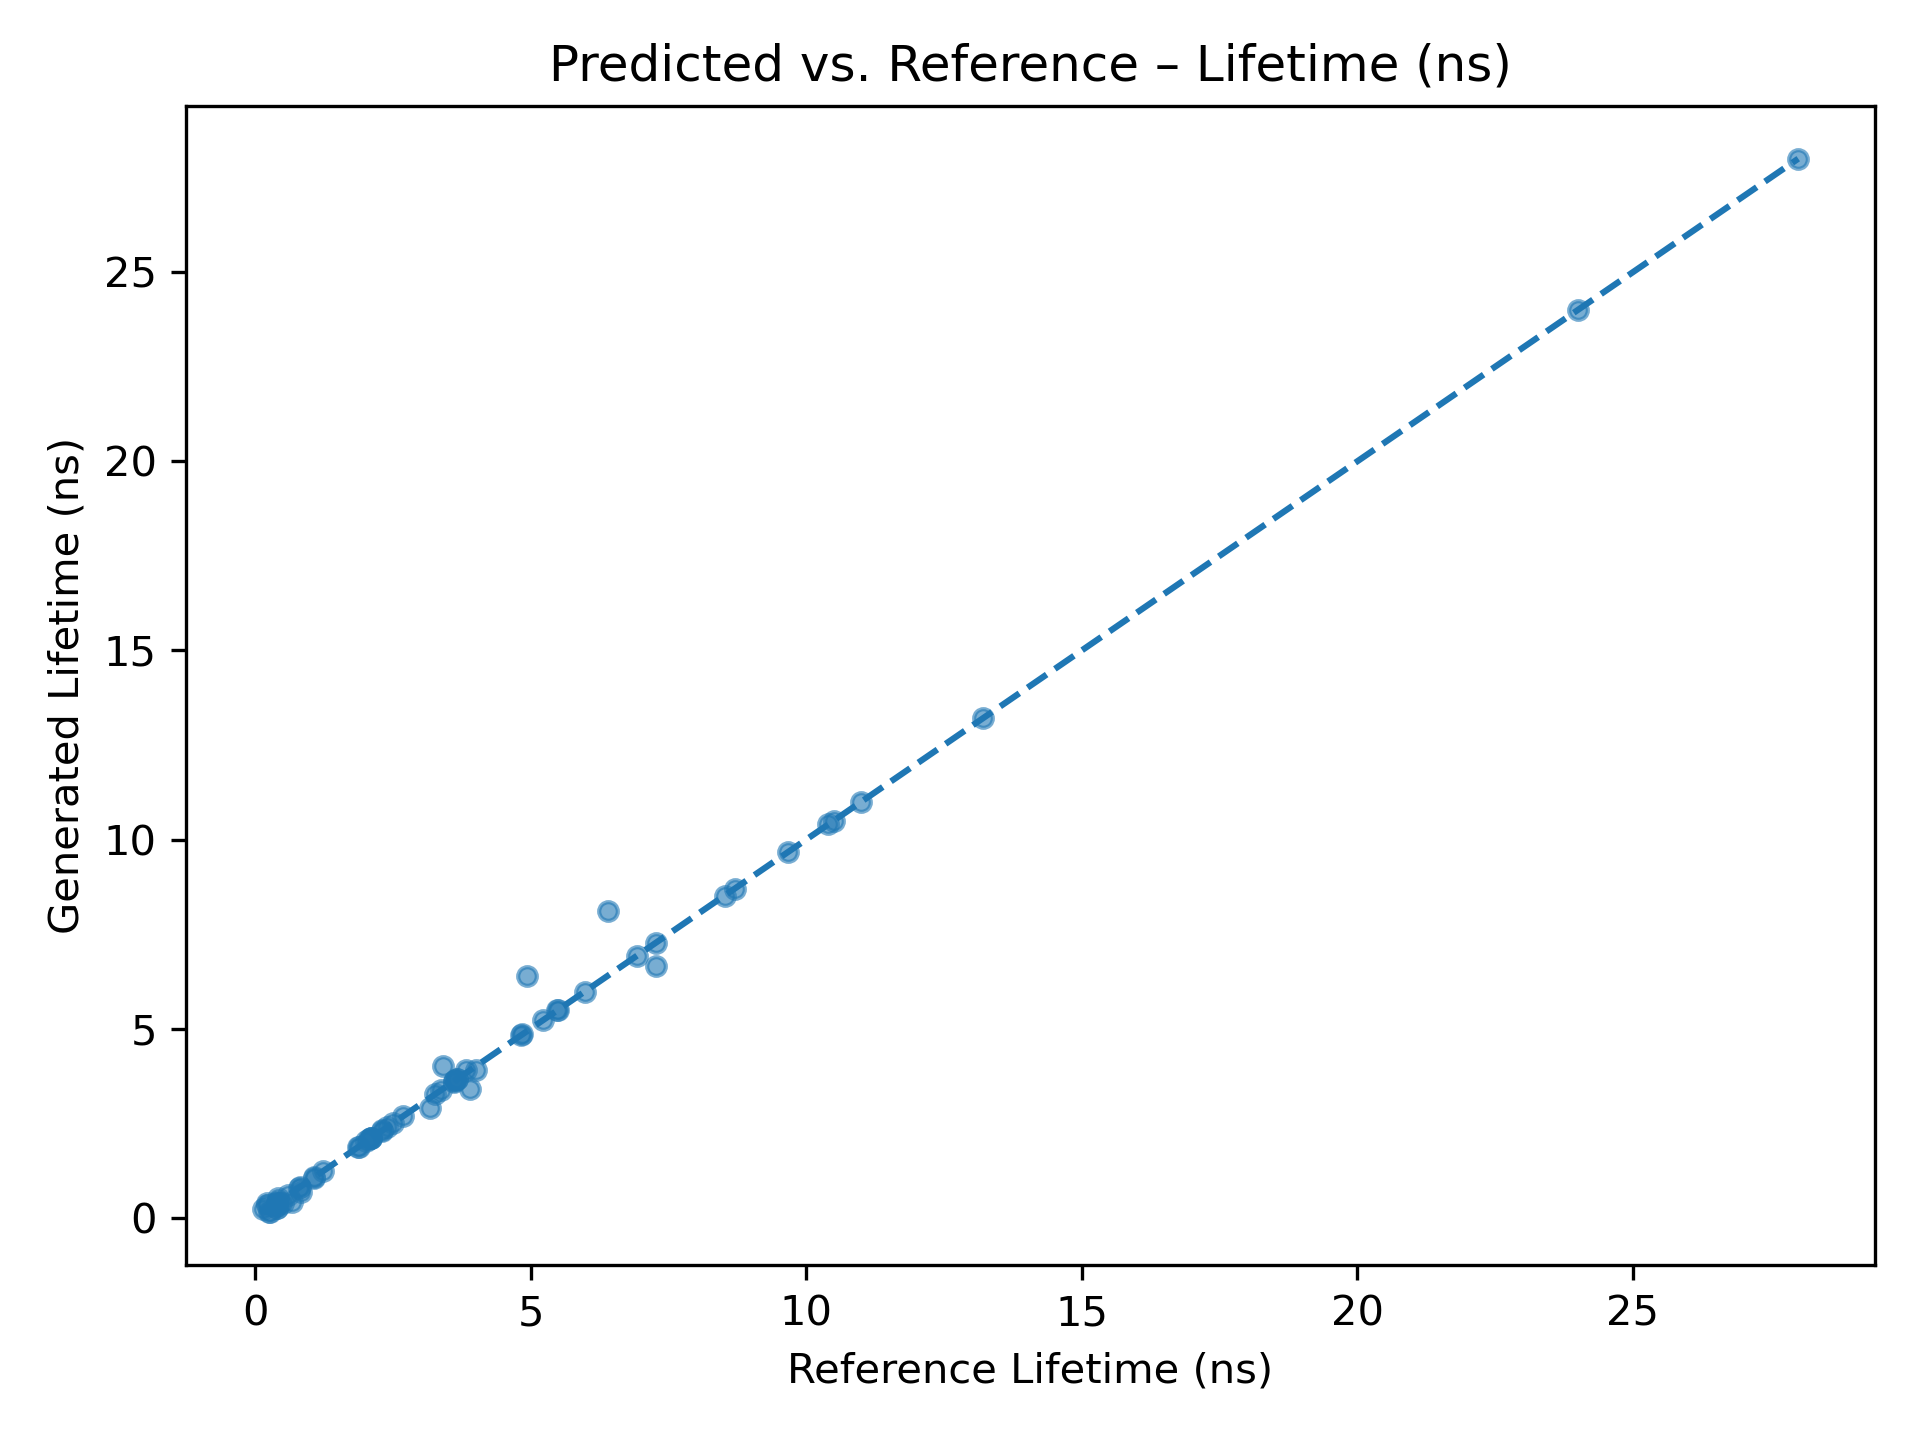 Predicted vs. Reference – Lifetime (ns)
Generated Lifetime (ns)
25
20
15
10
5
0
0 5 10 15 20 25
Reference Lifetime (ns)